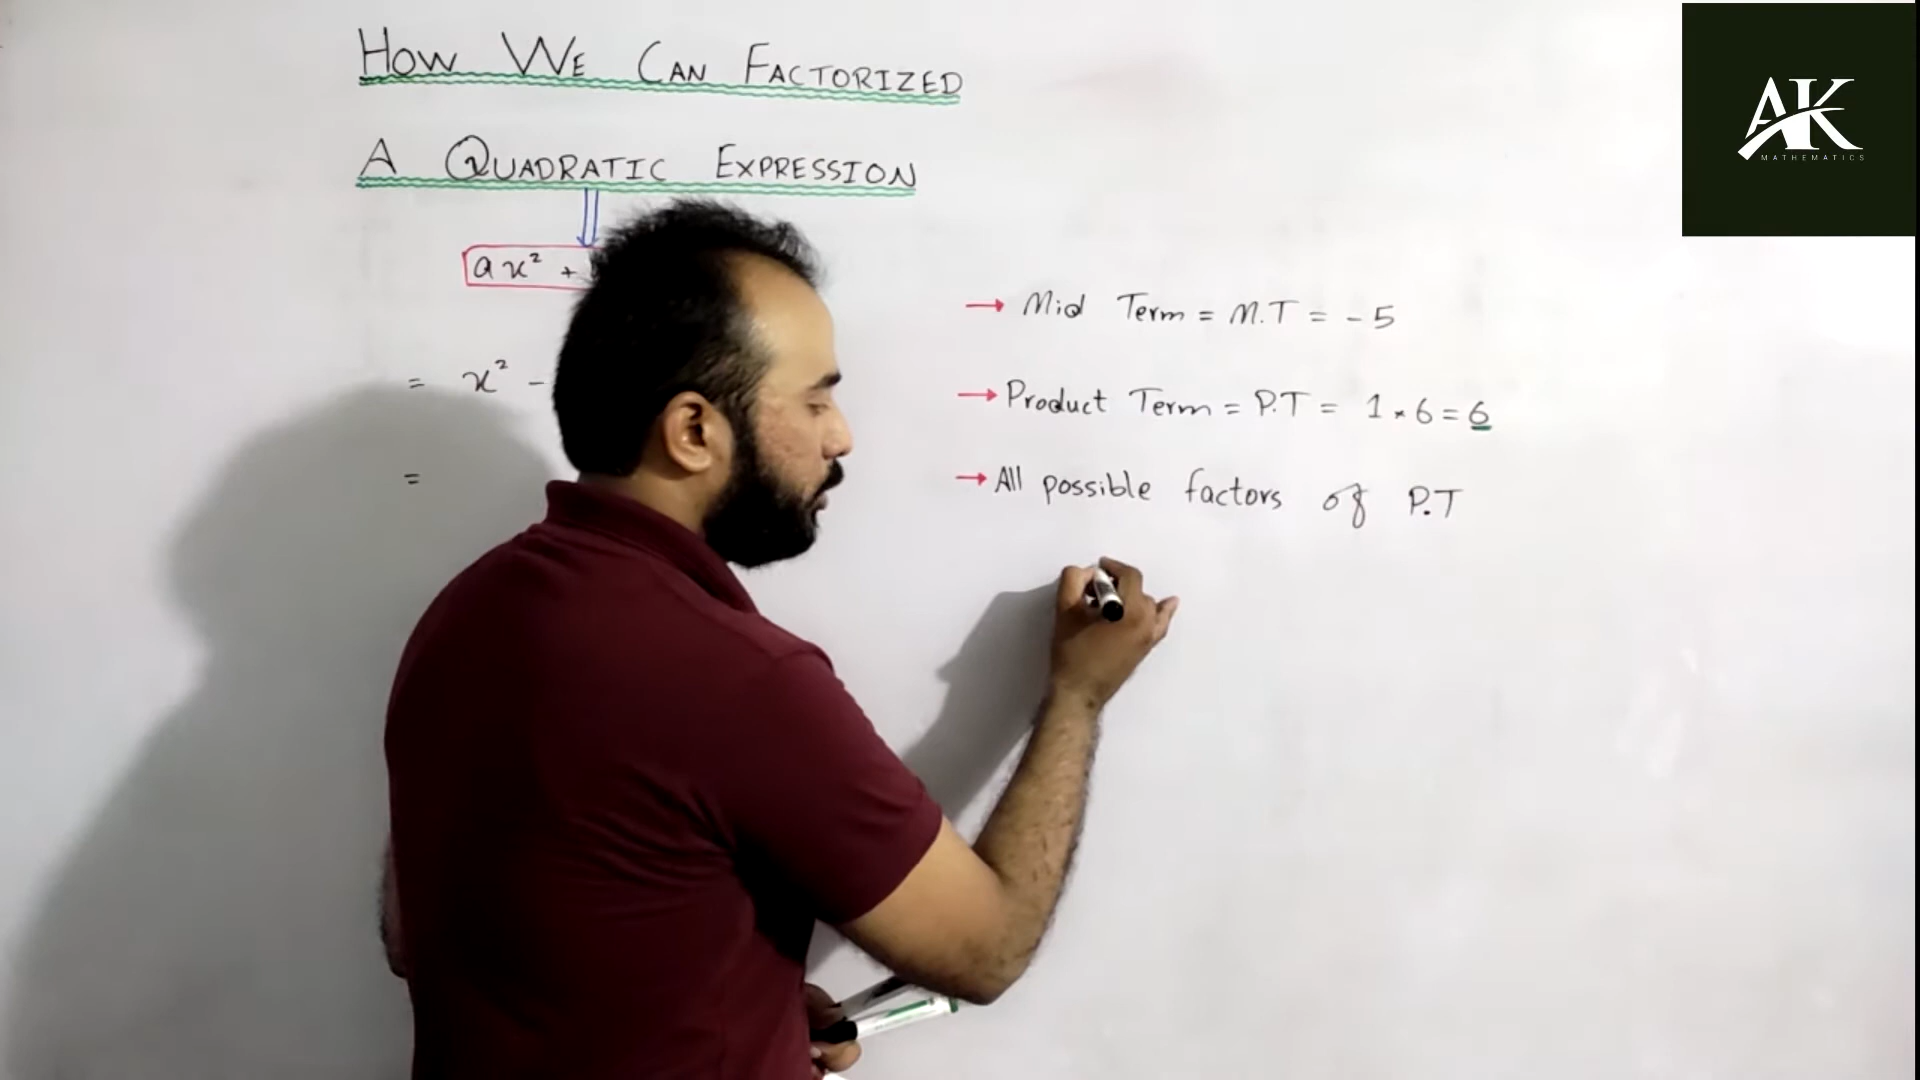 HOW WE CAN FACTORIZED
A QUADRATIC EXPRESSION
ax² +
= x² -
=
→ Mid Term = M.T = - 5
→ Product Term = P.T = 1 × 6 = 6
→ All possible factors of P.T
AK
MATHEMATICS